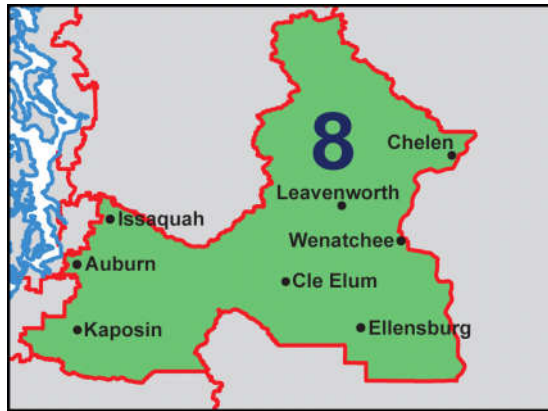 8
Chelen
Leavenworth
Issaquah
Wenatchee
Auburn
Cle Elum
Kaposin
Ellensburg